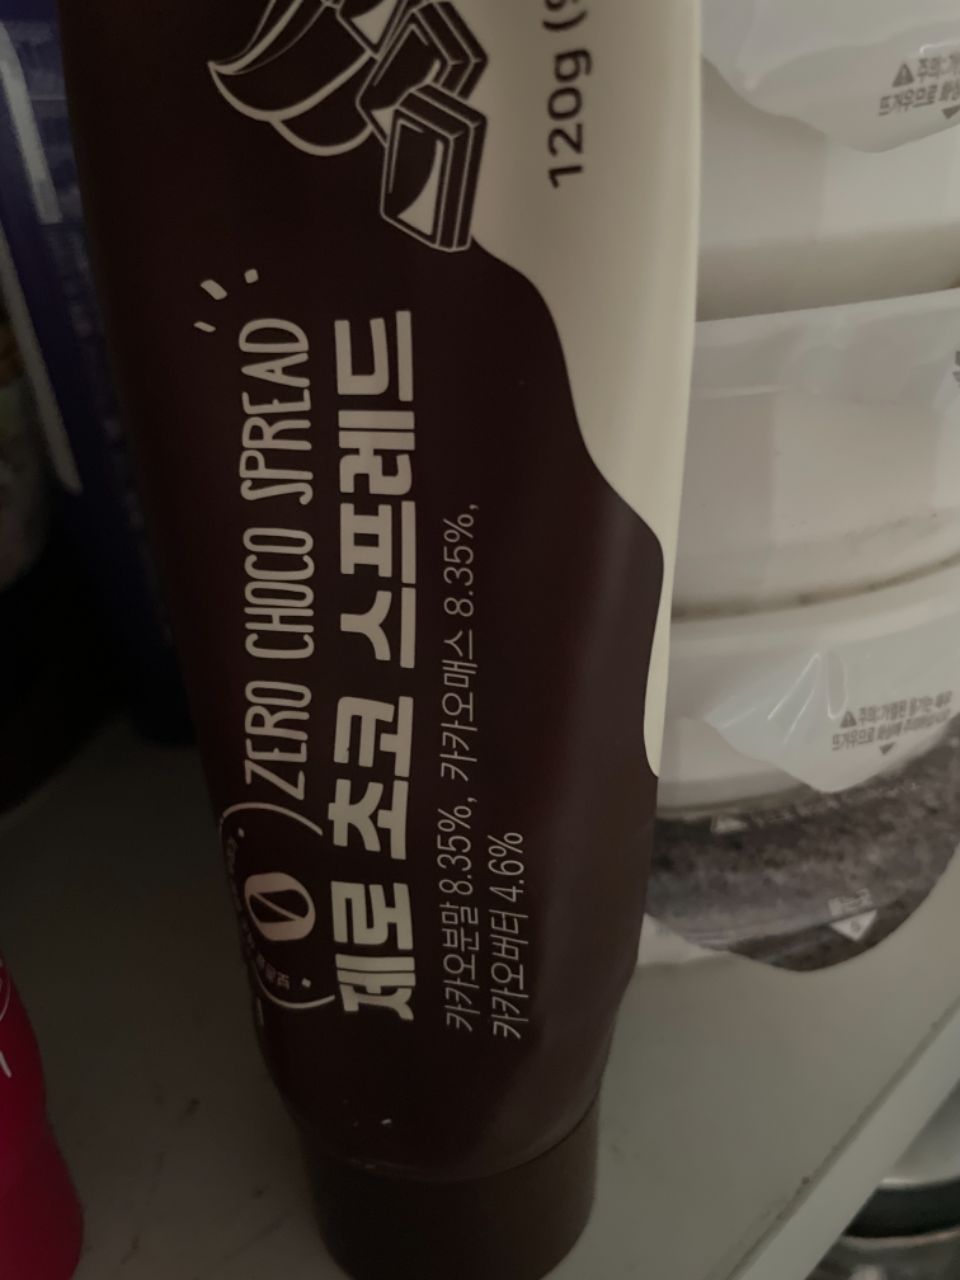 ZERO CHOCO SPREAD
0
제로 초코 스프레드
카카오분말 8.35%, 카카오매스 8.35%,
카카오버터 4.6%
120g (